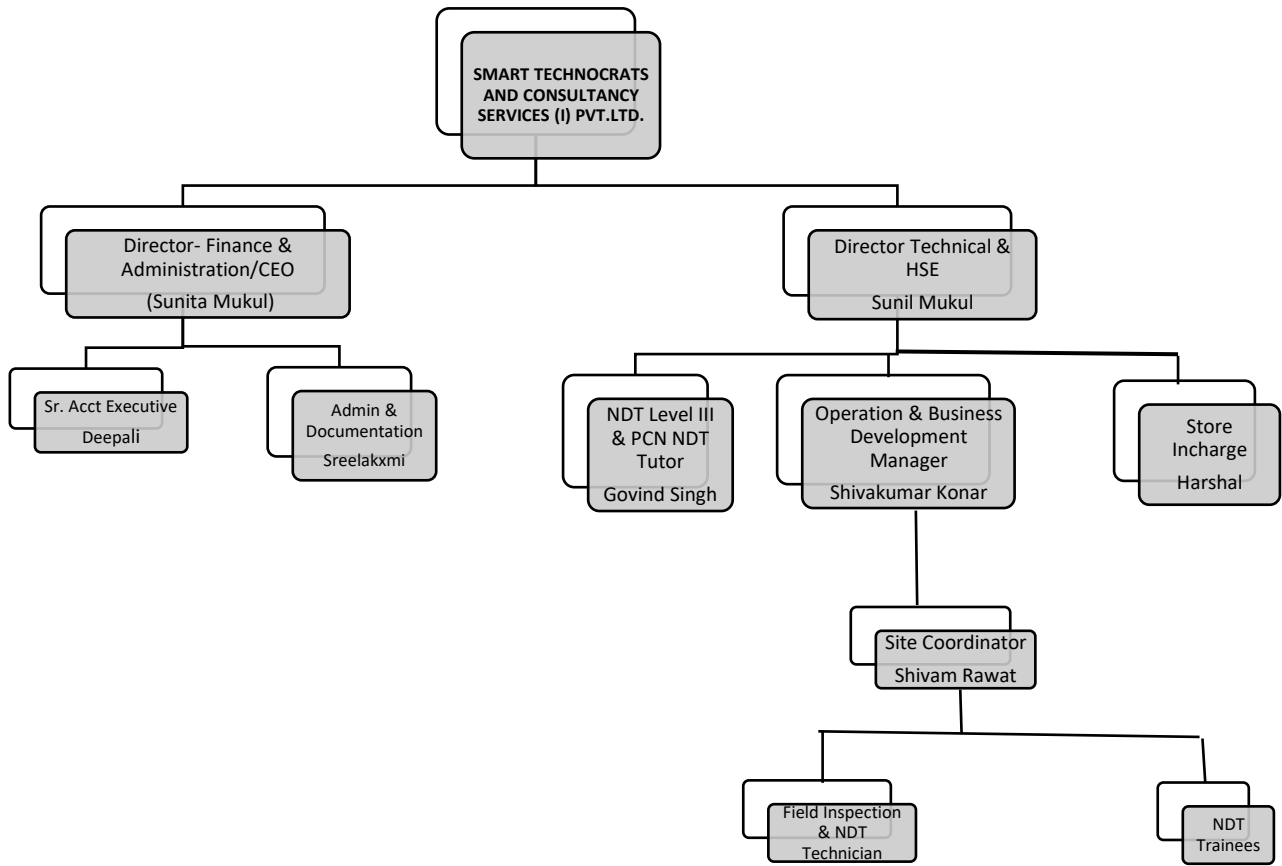 SMART TECHNOCRATS
AND CONSULTANCY
SERVICES (I) PVT.LTD.
Director- Finance &
Administration/CEO
(Sunita Mukul)
Director Technical &
HSE
Sunil Mukul
Sr. Acct Executive
Deepali
Admin &
Documentation
Sreelakxmi
NDT Level III
& PCN NDT
Tutor
Govind Singh
Operation & Business
Development
Manager
Shivakumar Konar
Store
Incharge
Harshal
Site Coordinator
Shivam Rawat
Field Inspection
& NDT
Technician
NDT
Trainees